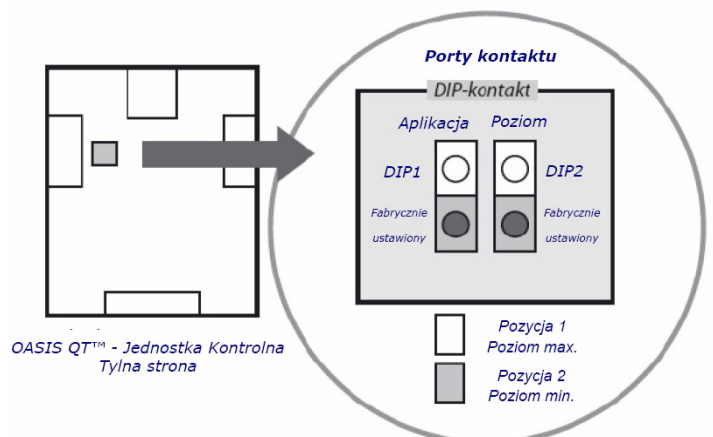 Porty kontaktu
DIP-kontakt
Aplikacja Poziom
DIP1 DIP2
Fabrycznie ustawiony
Fabrycznie ustawiony
OASIS QT™ - Jednostka Kontrolna
Tylna strona
Pozycja 1
Poziom max.
Pozycja 2
Poziom min.